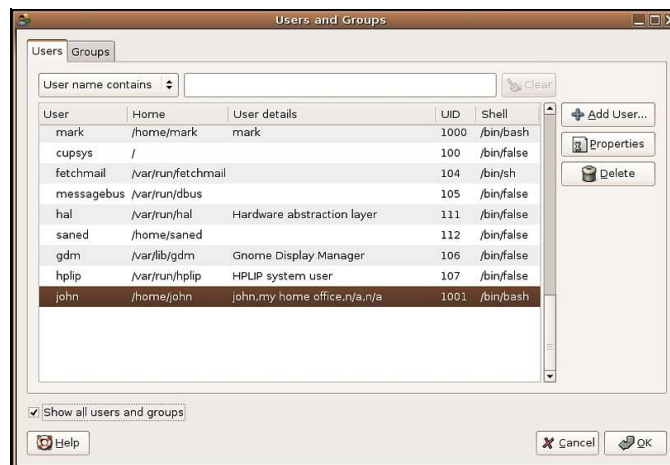 Users and Groups
Users Groups
User name contains Clear
User Home User details UID Shell
mark /home/mark mark 1000 /bin/bash
cupsys / 100 /bin/false
fetchmail /var/run/fetchmail 104 /bin/sh
messagebus /var/run/dbus 105 /bin/false
hal /var/run/hal Hardware abstraction layer 111 /bin/false
saned /home/saned 112 /bin/false
gdm /var/lib/gdm Gnome Display Manager 106 /bin/false
hplip /var/run/hplip HPLIP system user 107 /bin/false
john /home/john john,my home office,n/a,n/a 1001 /bin/bash
Add User...
Properties
Delete
Show all users and groups
Help Cancel OK